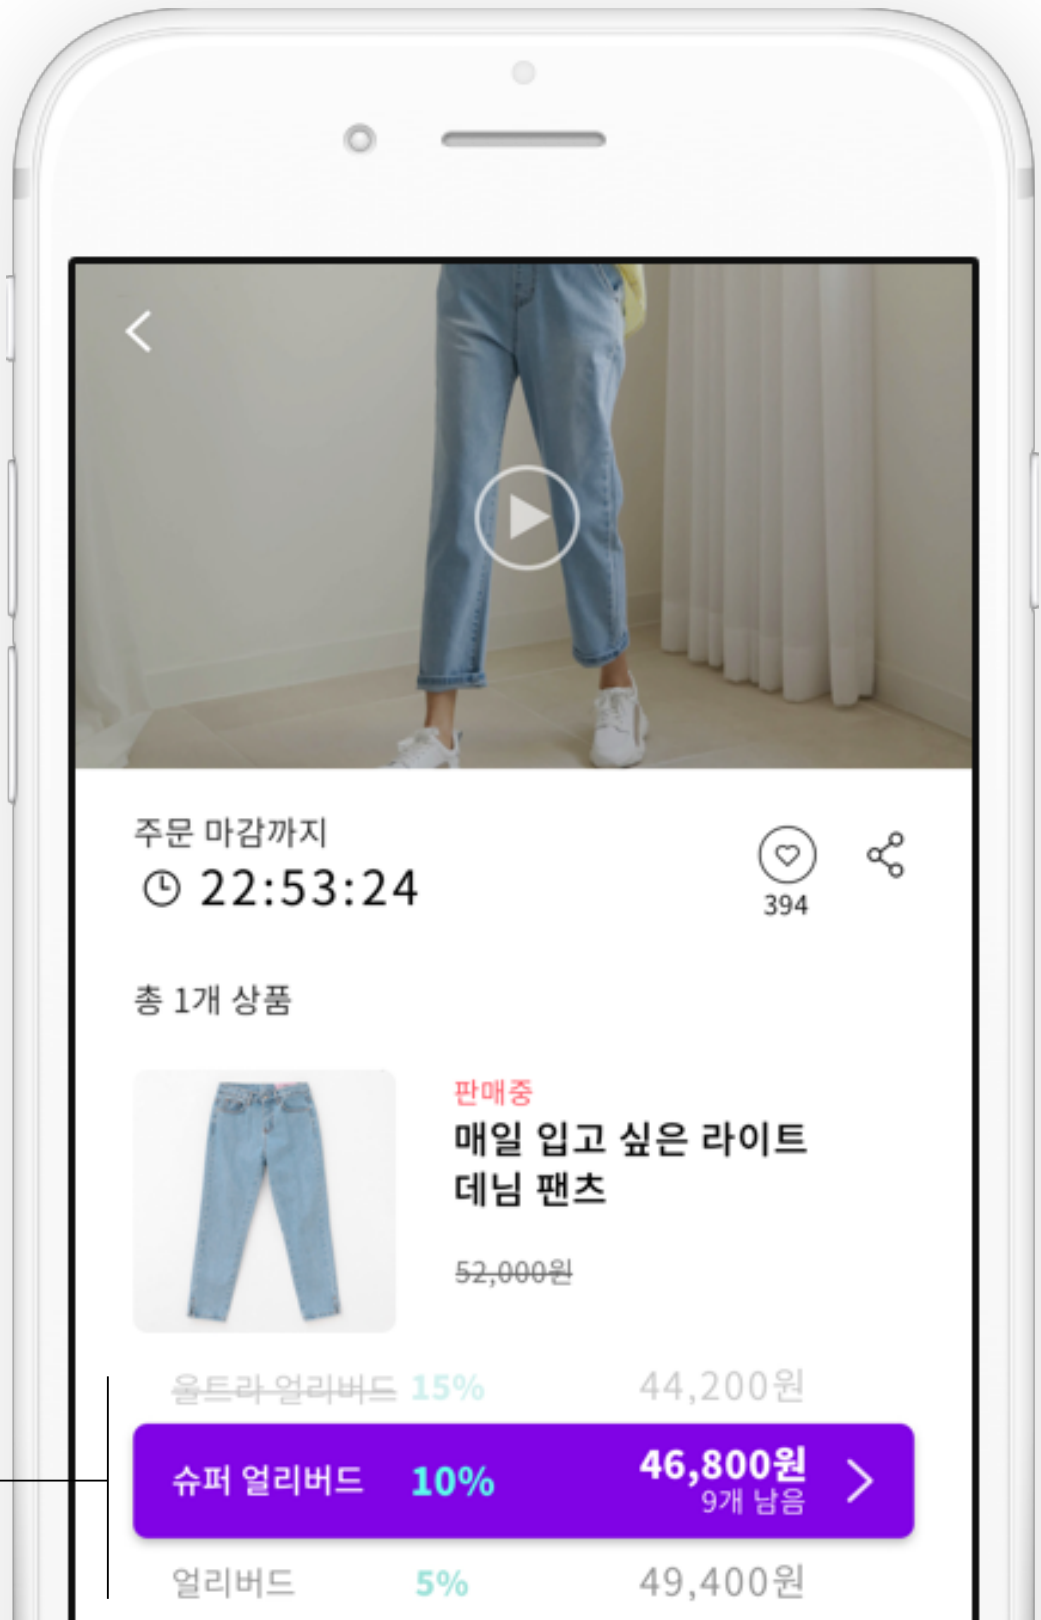 주문 마감까지
22:53:24
394
총 1개 상품
판매중
매일 입고 싶은 라이트
데님 팬츠
52,000원
울트라 얼리버드 15% 44,200원
슈퍼 얼리버드 10% 46,800원
9개 남음
얼리버드 5% 49,400원